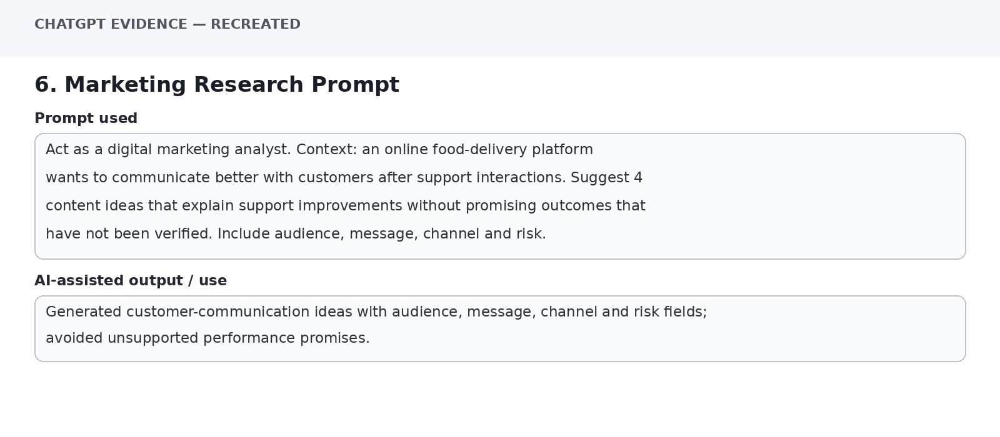 CHATGPT EVIDENCE — RECREATED
6. Marketing Research Prompt
Prompt used
Act as a digital marketing analyst. Context: an online food-delivery platform
wants to communicate better with customers after support interactions. Suggest 4
content ideas that explain support improvements without promising outcomes that
have not been verified. Include audience, message, channel and risk.
AI-assisted output / use
Generated customer-communication ideas with audience, message, channel and risk fields;
avoided unsupported performance promises.